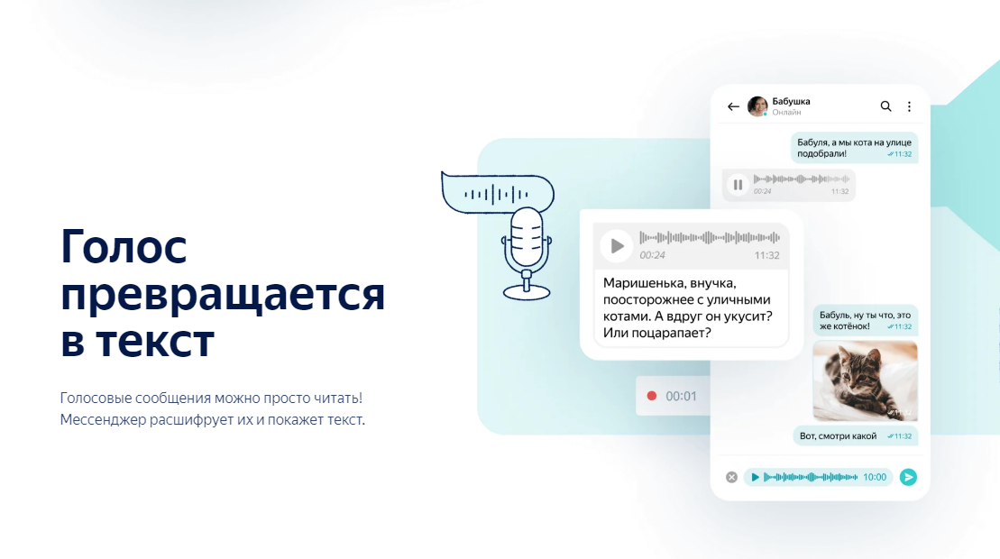 Голос
превращается
в текст
Голосовые сообщения можно просто читать!
Мессенджер расшифрует их и покажет текст.
Бабушка
Онлайн
Бабуля, а мы кота на улице
подобрали!
11:32
00:24
11:32
00:24
11:32
Маришенька, внучка,
поосторожнее с уличными
котами. А вдруг он укусит?
Или поцарапает?
Бабуль, ну ты что, это
же котёнок!
11:32
11:32
00:01
Вот, смотри какой
11:32
10:00